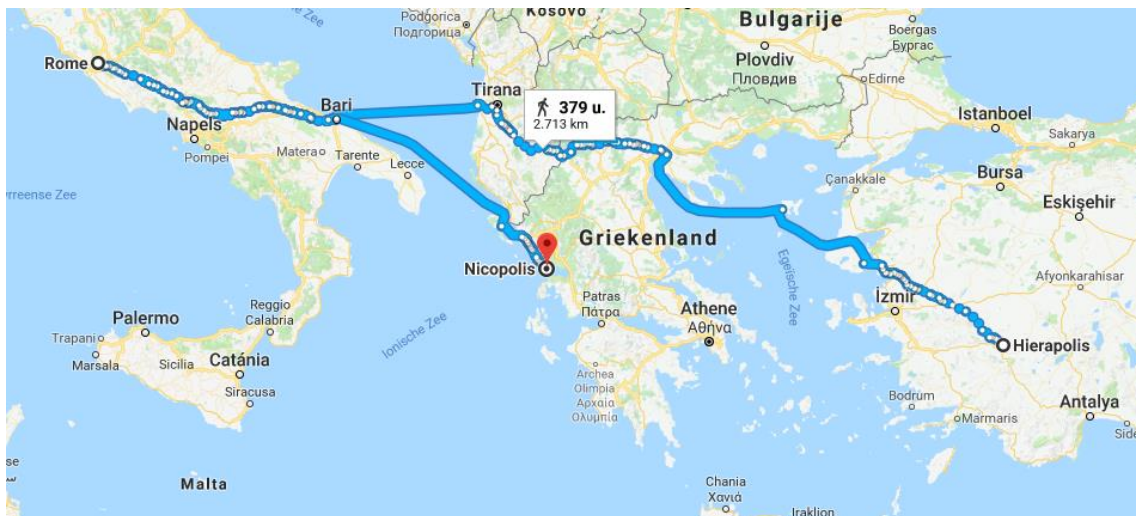 Zee
Podgorica
Подгорица
Kosovo
Bulgarije
Boergas
Бургас
Plovdiv
Пловдив
Edirne
Rome
Tirana
379 u.
2.713 km
Istanboel
Sakarya
Bari
Napels
Pompei
Matera
Tarente
Lecce
Çanakkale
Bursa
Eskişehir
yrreense Zee
Griekenland
Egeïsche Zee
Nicopolis
Afyonkarahisar
İzmir
Reggio
Calabria
Patras
Πάτρα
Athene
Αθήνα
Hierapolis
Palermo
Trapani
Marsala
Sicilia
Catánia
Siracusa
Ionische Zee
Archea
Olimpia
Αρχαία
Ολυμπία
Bodrum
Marmaris
Antalya
Side
Malta
Chania
Χανιά
Iraklion